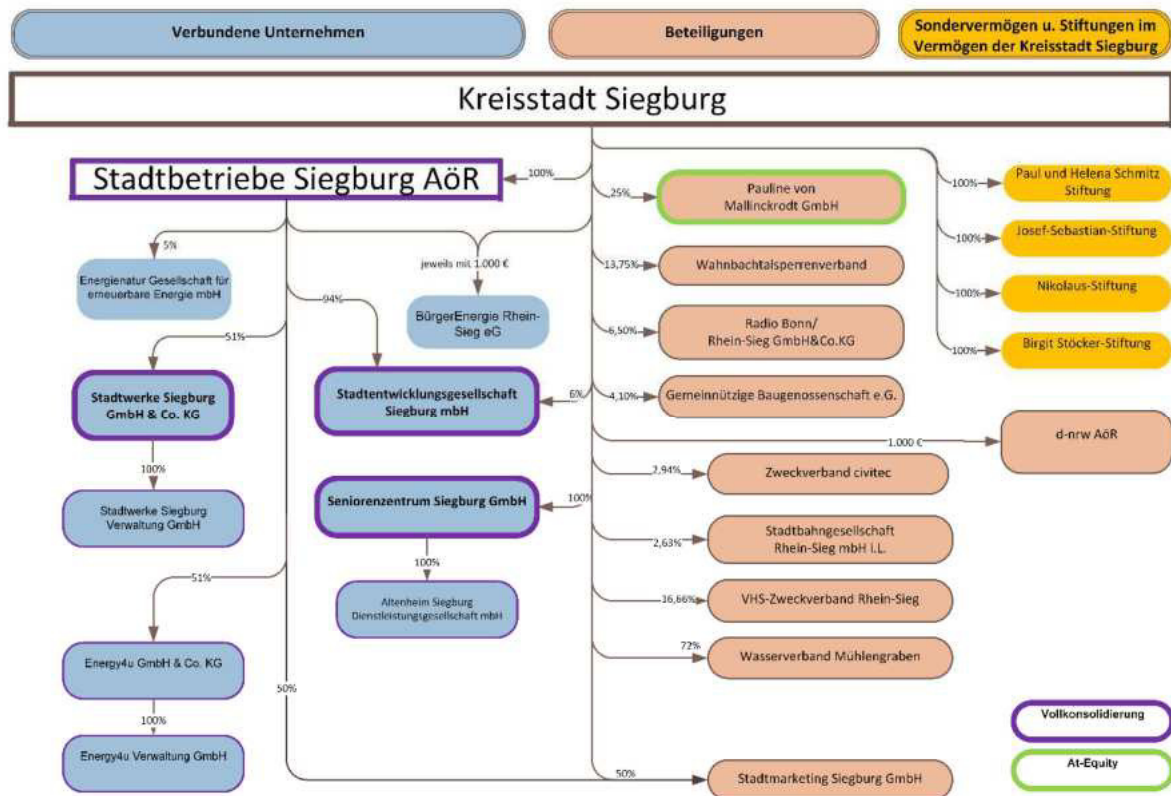 Verbundene Unternehmen
Beteiligungen
Sondervermögen u. Stiftungen im
Vermögen der Kreisstadt Siegburg
Kreisstadt Siegburg
Stadtbetriebe Siegburg AöR
100%
25%
Pauline von
Mallinckrodt GmbH
100%
Paul und Helena Schmitz
Stiftung
5%
Energienatur Gesellschaft für
erneuerbare Energie mbH
jeweils mit 1.000 €
BürgerEnergie Rhein-
Sieg eG
13,75%
Wahnbachtalsperrenverband
100%
Josef-Sebastian-Stiftung
100%
Nikolaus-Stiftung
94%
6,50%
Radio Bonn/
Rhein-Sieg GmbH&Co.KG
100%
Birgit Stöcker-Stiftung
51%
Stadtwerke Siegburg
GmbH & Co. KG
Stadtentwicklungsgesellschaft
Siegburg mbH
6%
4,10%
Gemeinnützige Baugenossenschaft e.G.
1.000 €
d-nrw AöR
100%
Stadtwerke Siegburg
Verwaltung GmbH
Seniorenzentrum Siegburg GmbH
100%
2,94%
Zweckverband civitec
2,63%
Stadtbahngesellschaft
Rhein-Sieg mbH i.L.
100%
Altenheim Siegburg
Dienstleistungsgesellschaft mbH
51%
16,66%
VHS-Zweckverband Rhein-Sieg
Energy4u GmbH & Co. KG
72%
Wasserverband Mühlengraben
100%
Energy4u Verwaltung GmbH
50%
50%
Stadtmarketing Siegburg GmbH
Vollkonsolidierung
At-Equity